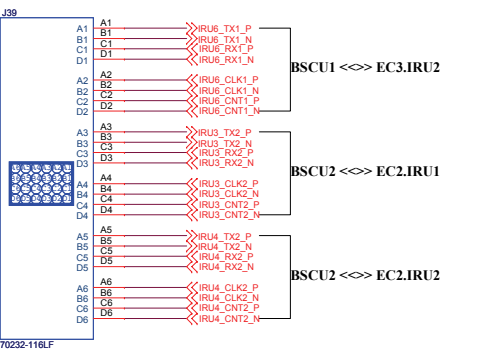 J39
A1 A1 IRU6_TX1_P
B1 B1 IRU6_TX1_N
C1 C1 IRU6_RX1_P
D1 D1 IRU6_RX1_N
BSCU1 <<>> EC3.IRU2
A2 A2 IRU6_CLK1_P
B2 B2 IRU6_CLK1_N
C2 C2 IRU6_CNT1_P
D2 D2 IRU6_CNT1_N
A3 A3 IRU3_TX2_P
B3 B3 IRU3_TX2_N
C3 C3 IRU3_RX2_P
D3 D3 IRU3_RX2_N
BSCU2 <<>> EC2.IRU1
A4 A4 IRU3_CLK2_P
B4 B4 IRU3_CLK2_N
C4 C4 IRU3_CNT2_P
D4 D4 IRU3_CNT2_N
A5 A5 IRU4_TX2_P
B5 B5 IRU4_TX2_N
C5 C5 IRU4_RX2_P
D5 D5 IRU4_RX2_N
BSCU2 <<>> EC2.IRU2
A6 A6 IRU4_CLK2_P
B6 B6 IRU4_CLK2_N
C6 C6 IRU4_CNT2_P
D6 D6 IRU4_CNT2_N
70232-116LF